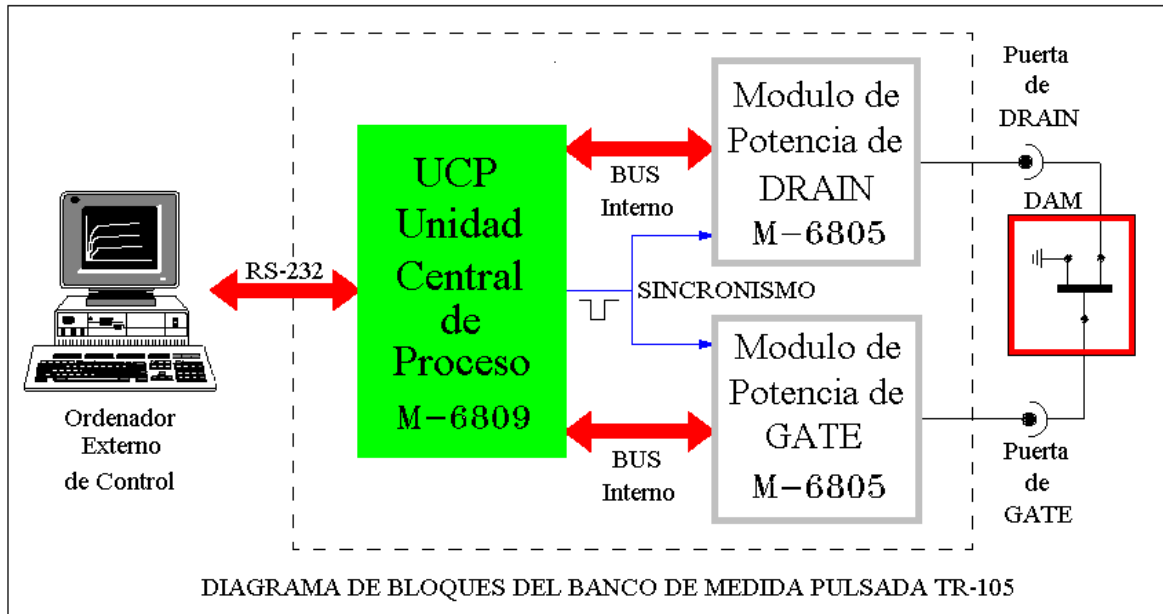 RS-232
Ordenador
Externo
de Control
UCP
Unidad
Central
de
Proceso
M-6809
BUS
Interno
SINCRONISMO
BUS
Interno
Modulo de
Potencia de
DRAIN
M-6805
Modulo de
Potencia de
GATE
M-6805
Puerta
de
DRAIN
DAM
Puerta
de
GATE
DIAGRAMA DE BLOQUES DEL BANCO DE MEDIDA PULSADA TR-105